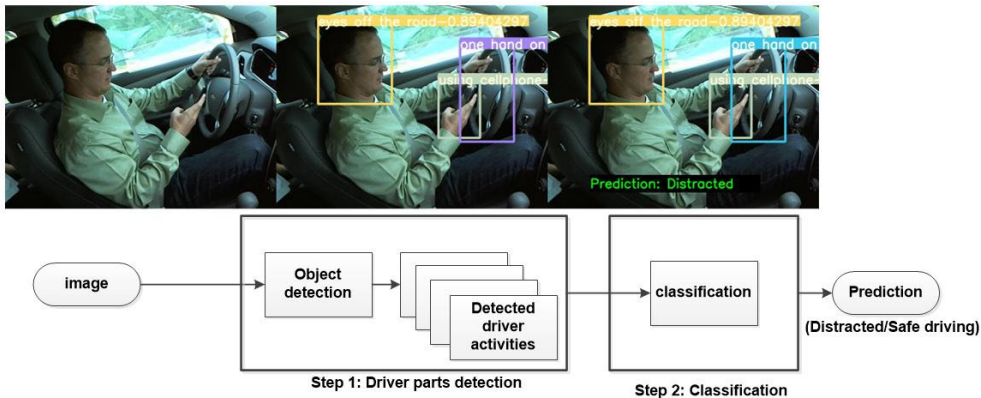 eyes off the road-0.89404297
one hand on
using cellphone-
eyes off the road-0.89404297
one hand on
using cellphone-
Prediction: Distracted
image
Object
detection
Detected
driver
activities
classification
Prediction
(Distracted/Safe driving)
Step 1: Driver parts detection
Step 2: Classification